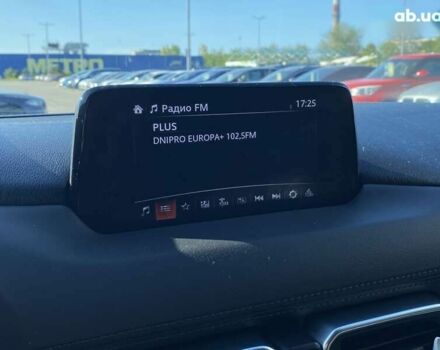 ab.ua
METRO
Радио FM 17:25
PLUS
DNIPRO EUROPA+ 102,5FM